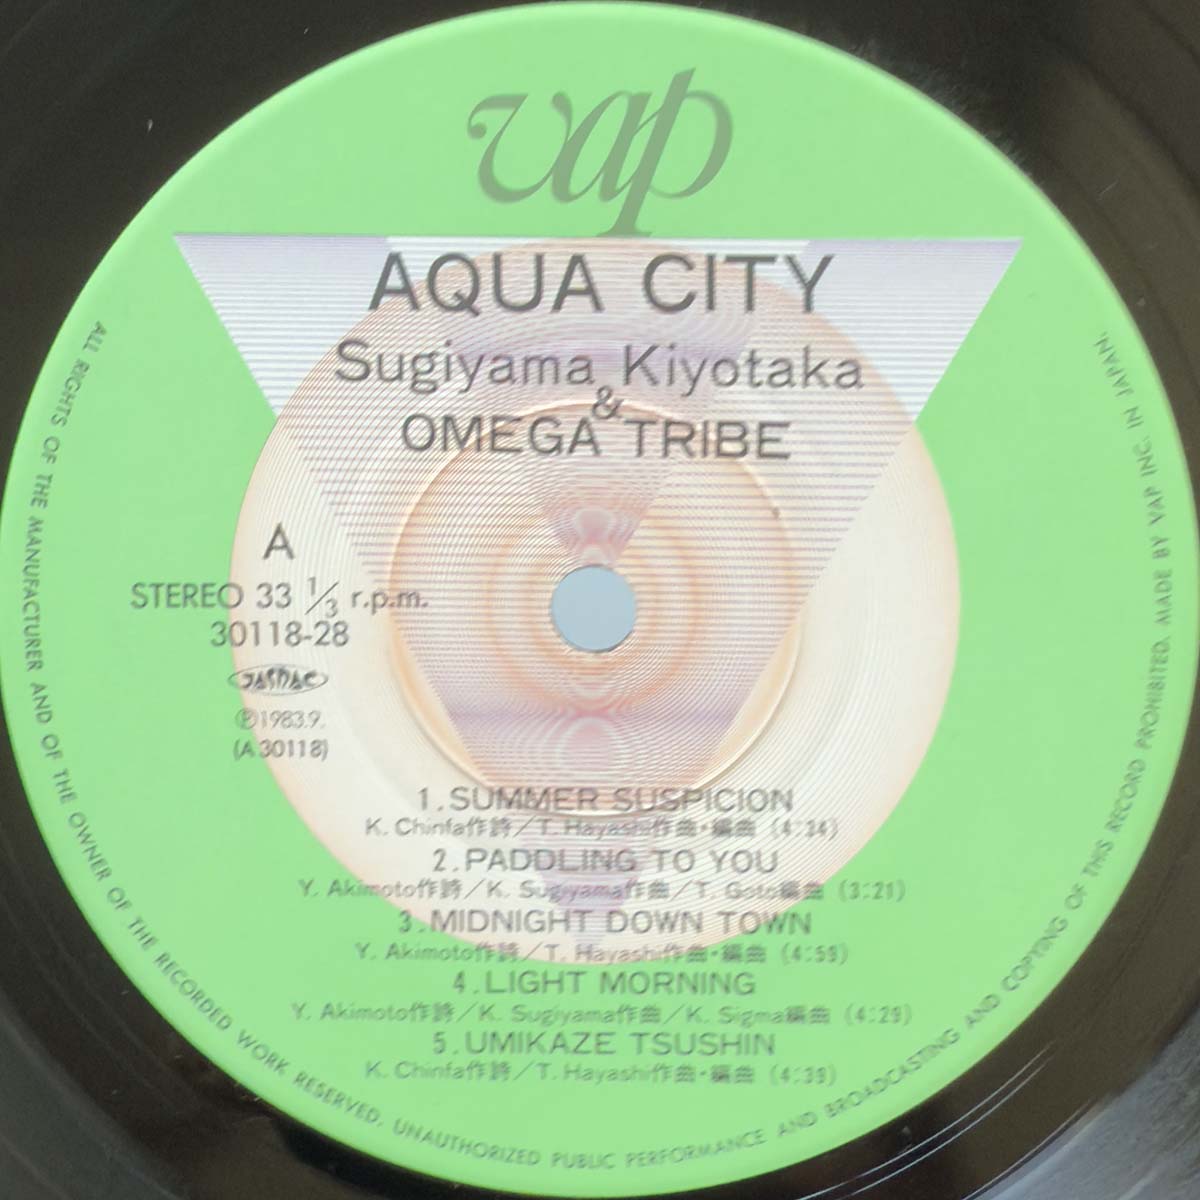 vap
AQUA CITY
Sugiyama Kiyotaka
&
OMEGA TRIBE
A
STEREO 33 1/3 r.p.m.
30118-28
JASRAC
Ⓟ1983.9.
(A 30118)
1.SUMMER SUSPICION
K. Chinfa作詩/T. Hayashi作曲・編曲 (4:24)
2.PADDLING TO YOU
Y. Akimoto作詩/K. Sugiyama作曲/T. Goto編曲 (3:21)
3.MIDNIGHT DOWN TOWN
Y. Akimoto作詩/T. Hayashi作曲・編曲 (4:59)
4.LIGHT MORNING
Y. Akimoto作詩/K. Sugiyama作曲/K. Sigma編曲 (4:29)
5.UMIKAZE TSUSHIN
K. Chinfa作詩/T. Hayashi作曲・編曲 (4:39)
ALL RIGHTS OF THE MANUFACTURER AND OF THE OWNER OF THE RECORDED WORK RESERVED. UNAUTHORIZED PUBLIC PERFORMANCE AND BROADCASTING AND COPYING OF THIS RECORD PROHIBITED. MADE BY VAP INC. IN JAPAN.